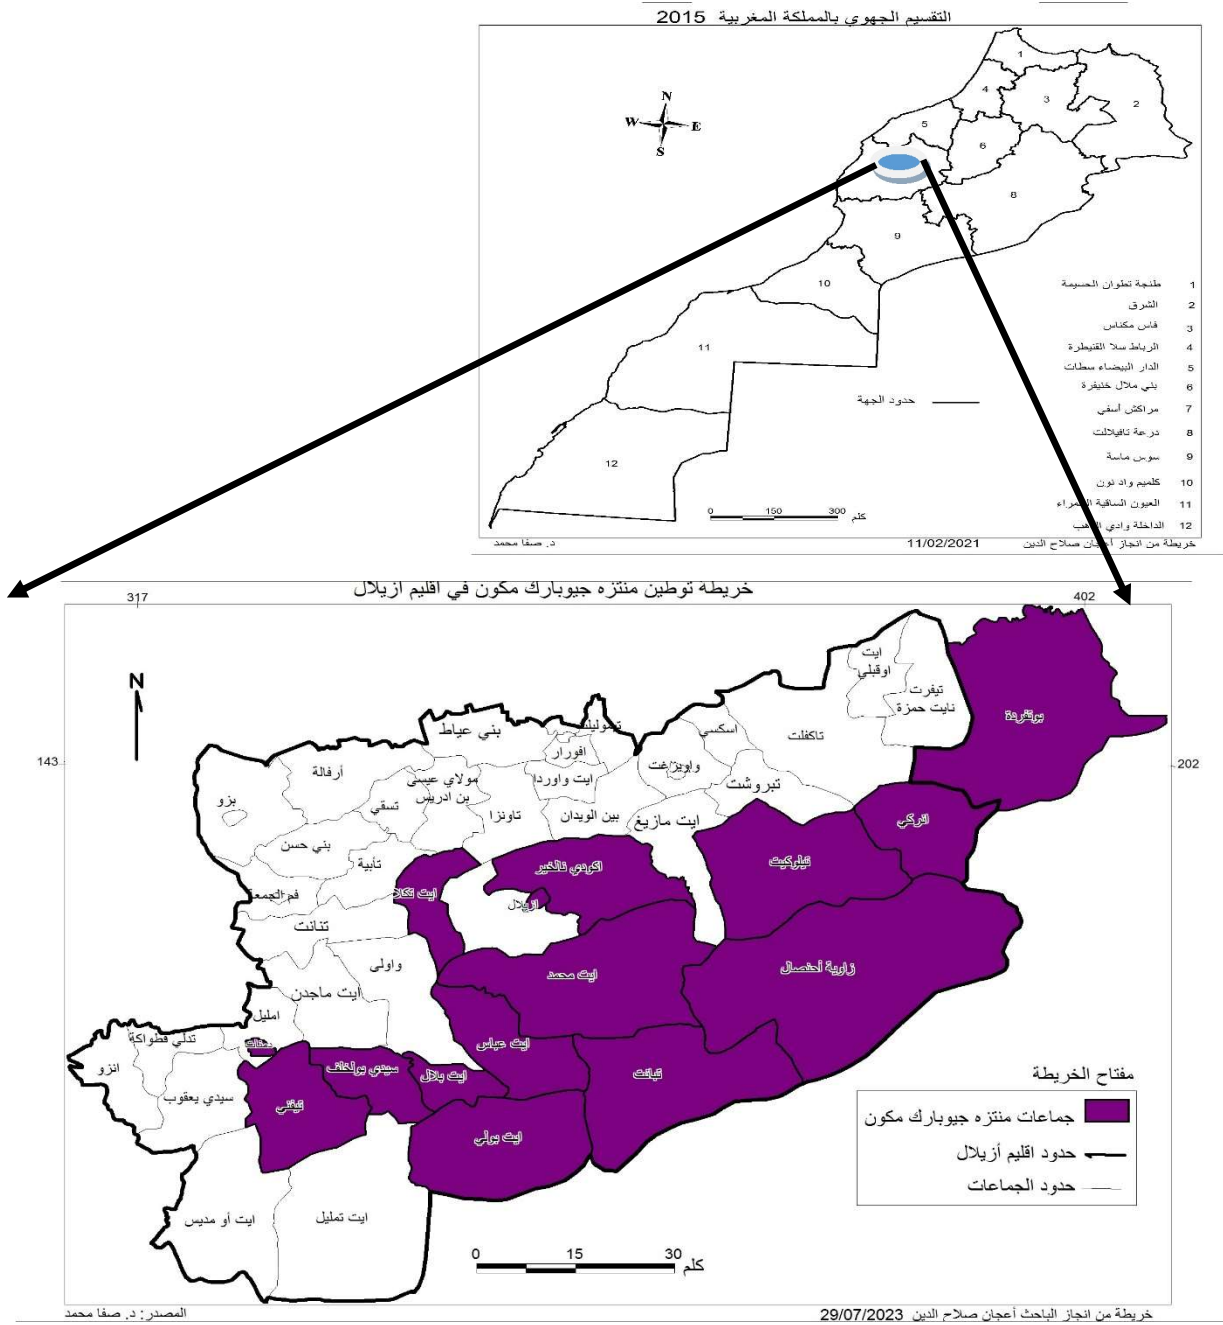 التقسيم الجهوي بالمملكة المغربية 2015
N
W
E
S
1
2
3
4
5
6
8
9
10
11
12
1 طنجة تطوان الحسيمة
2 الشرق
3 فاس مكناس
4 الرباط سلا القنيطرة
5 الدار البيضاء سطات
6 بني ملال خنيفرة
7 مراكش أسفي
8 درعة تافيلالت
9 سوس ماسة
10 كلميم واد نون
11 العيون الساقية
12 الداخلة وادي
حدود الجهة
0 150 300 كلم
خريطة من انجاز أعجان صلاح الدين 11/02/2021 د. صفا محمد
خريطة توطين منتزه جيوبارك مكون في اقليم ازيلال
317
402
143
202
N
ايت اوقبلي
تيفرت نايت حمزة
بوتفردة
تاكفلت
اسكسي
بني عياط
افورار
واويزغت
تبروشت
أرفالة
مولاي عيسى بن ادريس
ايت واوردا
بزو
تسقي
تاونزا
بين الويدان
ايت مازيغ
انركي
بني حسن
تأبية
اكودي نالخير
تيلوكيت
فم الجمعة
ايت تكلا
ازيلال
تنانت
واولى
ايت محمد
زاوية أحنصال
ايت ماجدن
امليل
تدلي فطواكة
دمنات
ايت عباس
انزو
سيدي يعقوب
تيفني
سيدي بولخلف
ايت بلال
تبانت
ايت بولي
ايت أو مديس
ايت تمليل
مفتاح الخريطة
جماعات منتزه جيوبارك مكون
حدود اقليم أزيلال
حدود الجماعات
0 15 30 كلم
خريطة من انجاز الباحث أعجان صلاح الدين 29/07/2023 المصدر: د. صفا محمد